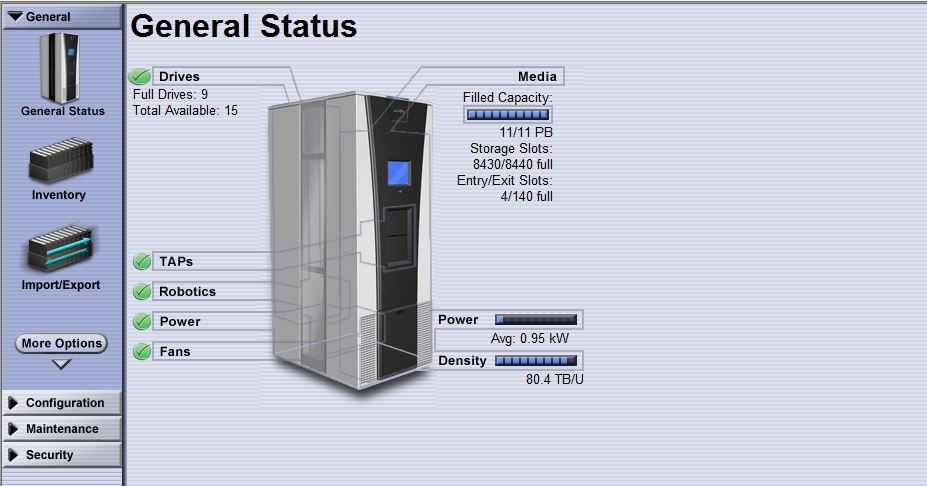 General
General Status
Inventory
Import/Export
More Options
Configuration
Maintenance
Security
General Status
Drives
Full Drives: 9
Total Available: 15
Media
Filled Capacity:
11/11 PB
Storage Slots:
8430/8440 full
Entry/Exit Slots:
4/140 full
TAPs
Robotics
Power
Fans
Power
Avg: 0.95 kW
Density
80.4 TB/U